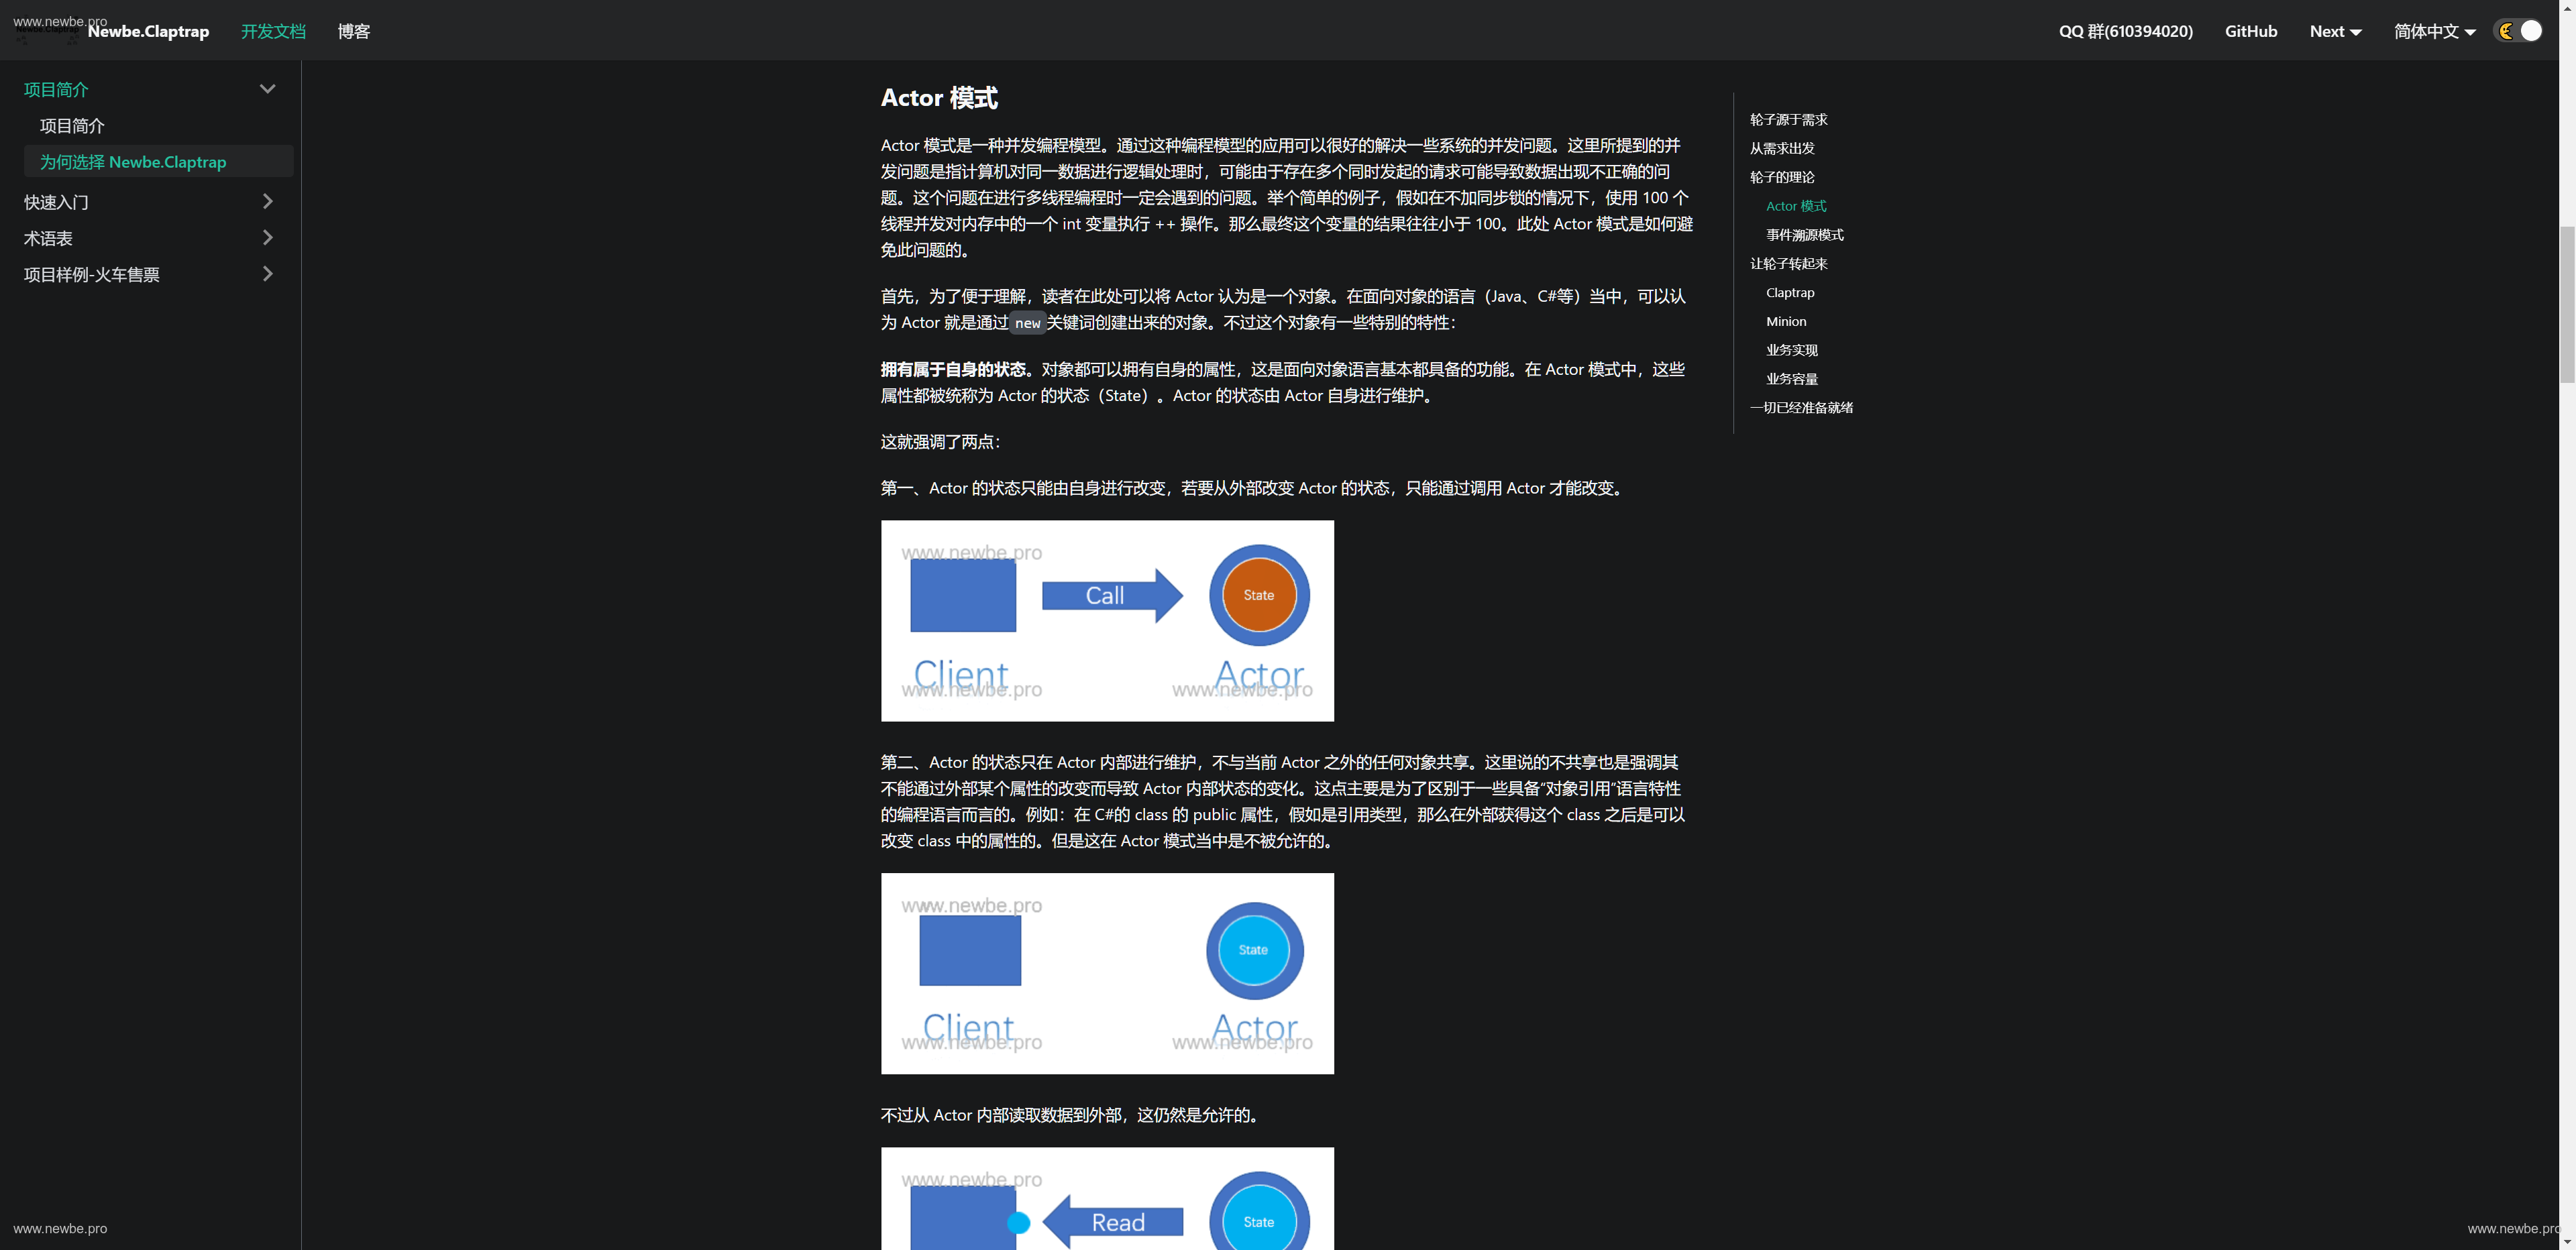 www.newbe.pro
Newbe.Claptrap
Newbe.Claptrap
开发文档
博客
QQ 群(610394020)
GitHub
Next
简体中文
项目简介
项目简介
为何选择 Newbe.Claptrap
快速入门
术语表
项目样例-火车售票
Actor 模式
Actor 模式是一种并发编程模型。通过这种编程模型的应用可以很好的解决一些系统的并发问题。这里所提到的并
发问题是指计算机对同一数据进行逻辑处理时，可能由于存在多个同时发起的请求可能导致数据出现不正确的问
题。这个问题在进行多线程编程时一定会遇到的问题。举个简单的例子，假如在不加同步锁的情况下，使用 100 个
线程并发对内存中的一个 int 变量执行 ++ 操作。那么最终这个变量的结果往往小于 100。此处 Actor 模式是如何避
免此问题的。
首先，为了便于理解，读者在此处可以将 Actor 认为是一个对象。在面向对象的语言（Java、C#等）当中，可以认
为 Actor 就是通过new关键词创建出来的对象。不过这个对象有一些特别的特性：
拥有属于自身的状态。对象都可以拥有自身的属性，这是面向对象语言基本都具备的功能。在 Actor 模式中，这些
属性都被统称为 Actor 的状态（State）。Actor 的状态由 Actor 自身进行维护。
这就强调了两点：
第一、Actor 的状态只能由自身进行改变，若要从外部改变 Actor 的状态，只能通过调用 Actor 才能改变。
www.newbe.pro
Call
State
Client
Actor
www.newbe.pro
www.newbe.pro
第二、Actor 的状态只在 Actor 内部进行维护，不与当前 Actor 之外的任何对象共享。这里说的不共享也是强调其
不能通过外部某个属性的改变而导致 Actor 内部状态的变化。这点主要是为了区别于一些具备“对象引用”语言特性
的编程语言而言的。例如：在 C#的 class 的 public 属性，假如是引用类型，那么在外部获得这个 class 之后是可以
改变 class 中的属性的。但是这在 Actor 模式当中是不被允许的。
www.newbe.pro
State
Client
Actor
www.newbe.pro
www.newbe.pro
不过从 Actor 内部读取数据到外部，这仍然是允许的。
www.newbe.pro
Read
State
轮子源于需求
从需求出发
轮子的理论
Actor 模式
事件溯源模式
让轮子转起来
Claptrap
Minion
业务实现
业务容量
一切已经准备就绪
www.newbe.pro
www.newbe.pro